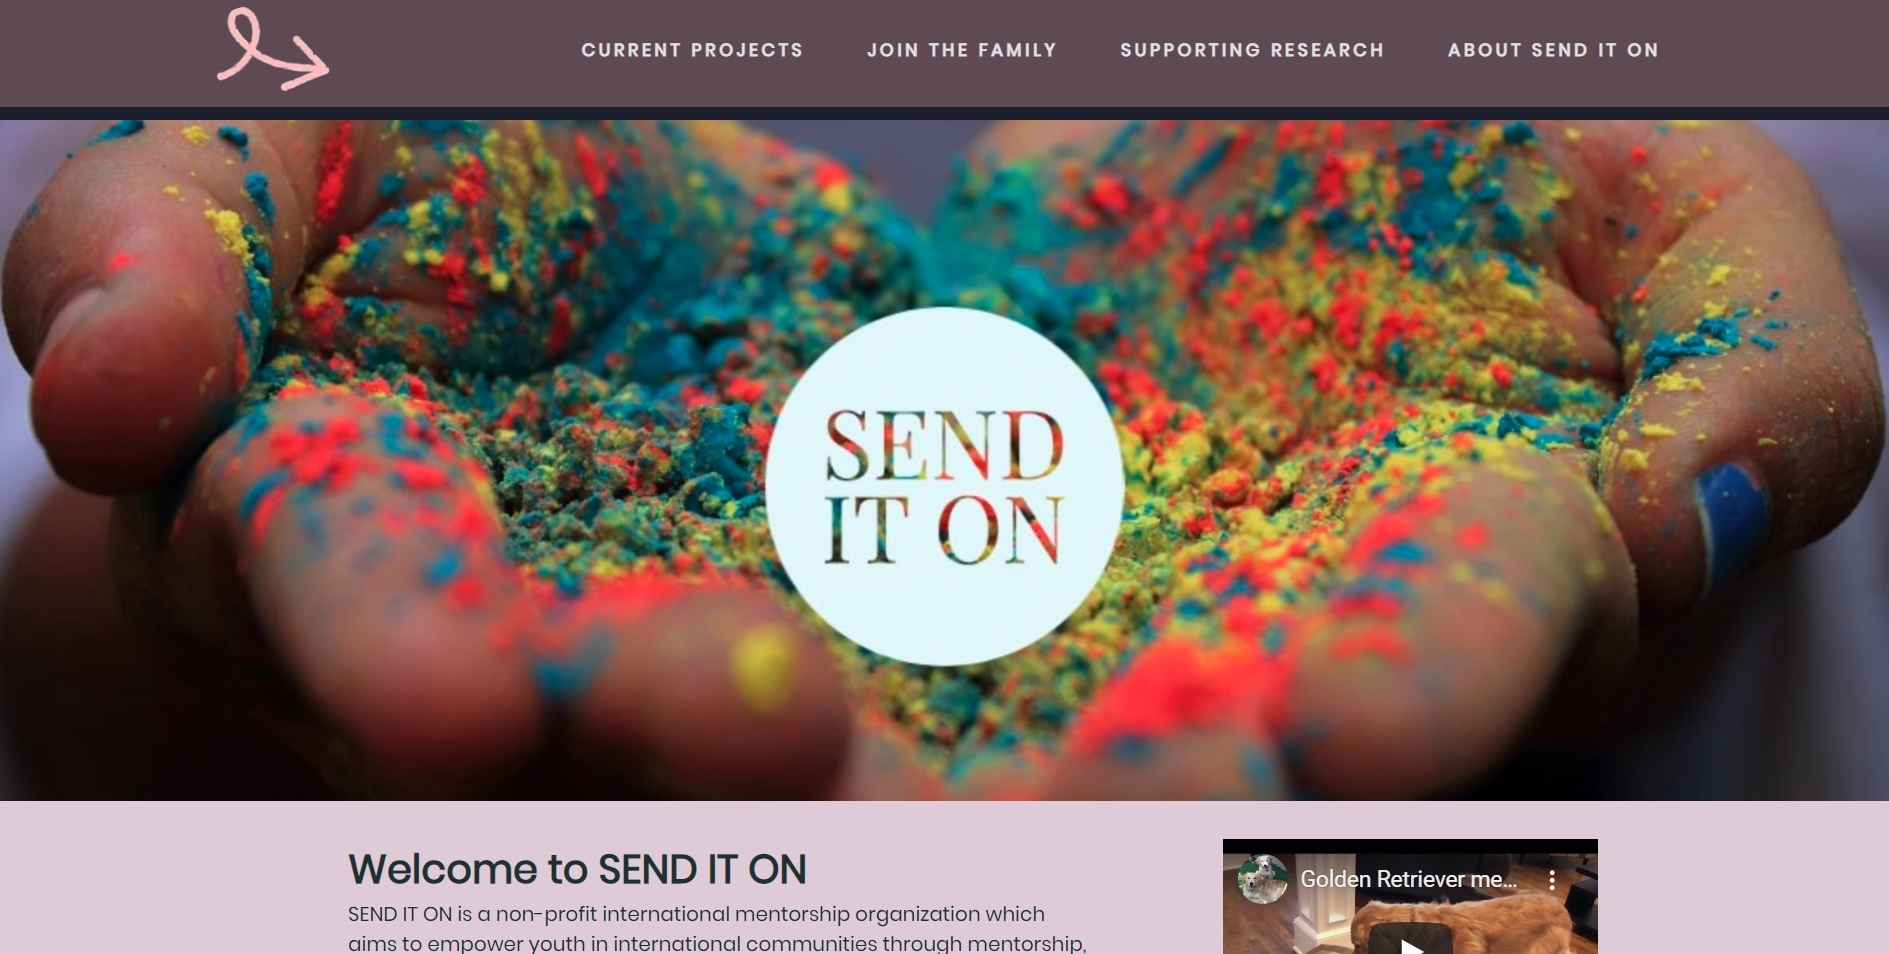 CURRENT PROJECTS JOIN THE FAMILY SUPPORTING RESEARCH ABOUT SEND IT ON
SEND
IT ON
Welcome to SEND IT ON
SEND IT ON is a non-profit international mentorship organization which
aims to empower youth in international communities through mentorship,
Golden Retriever me...